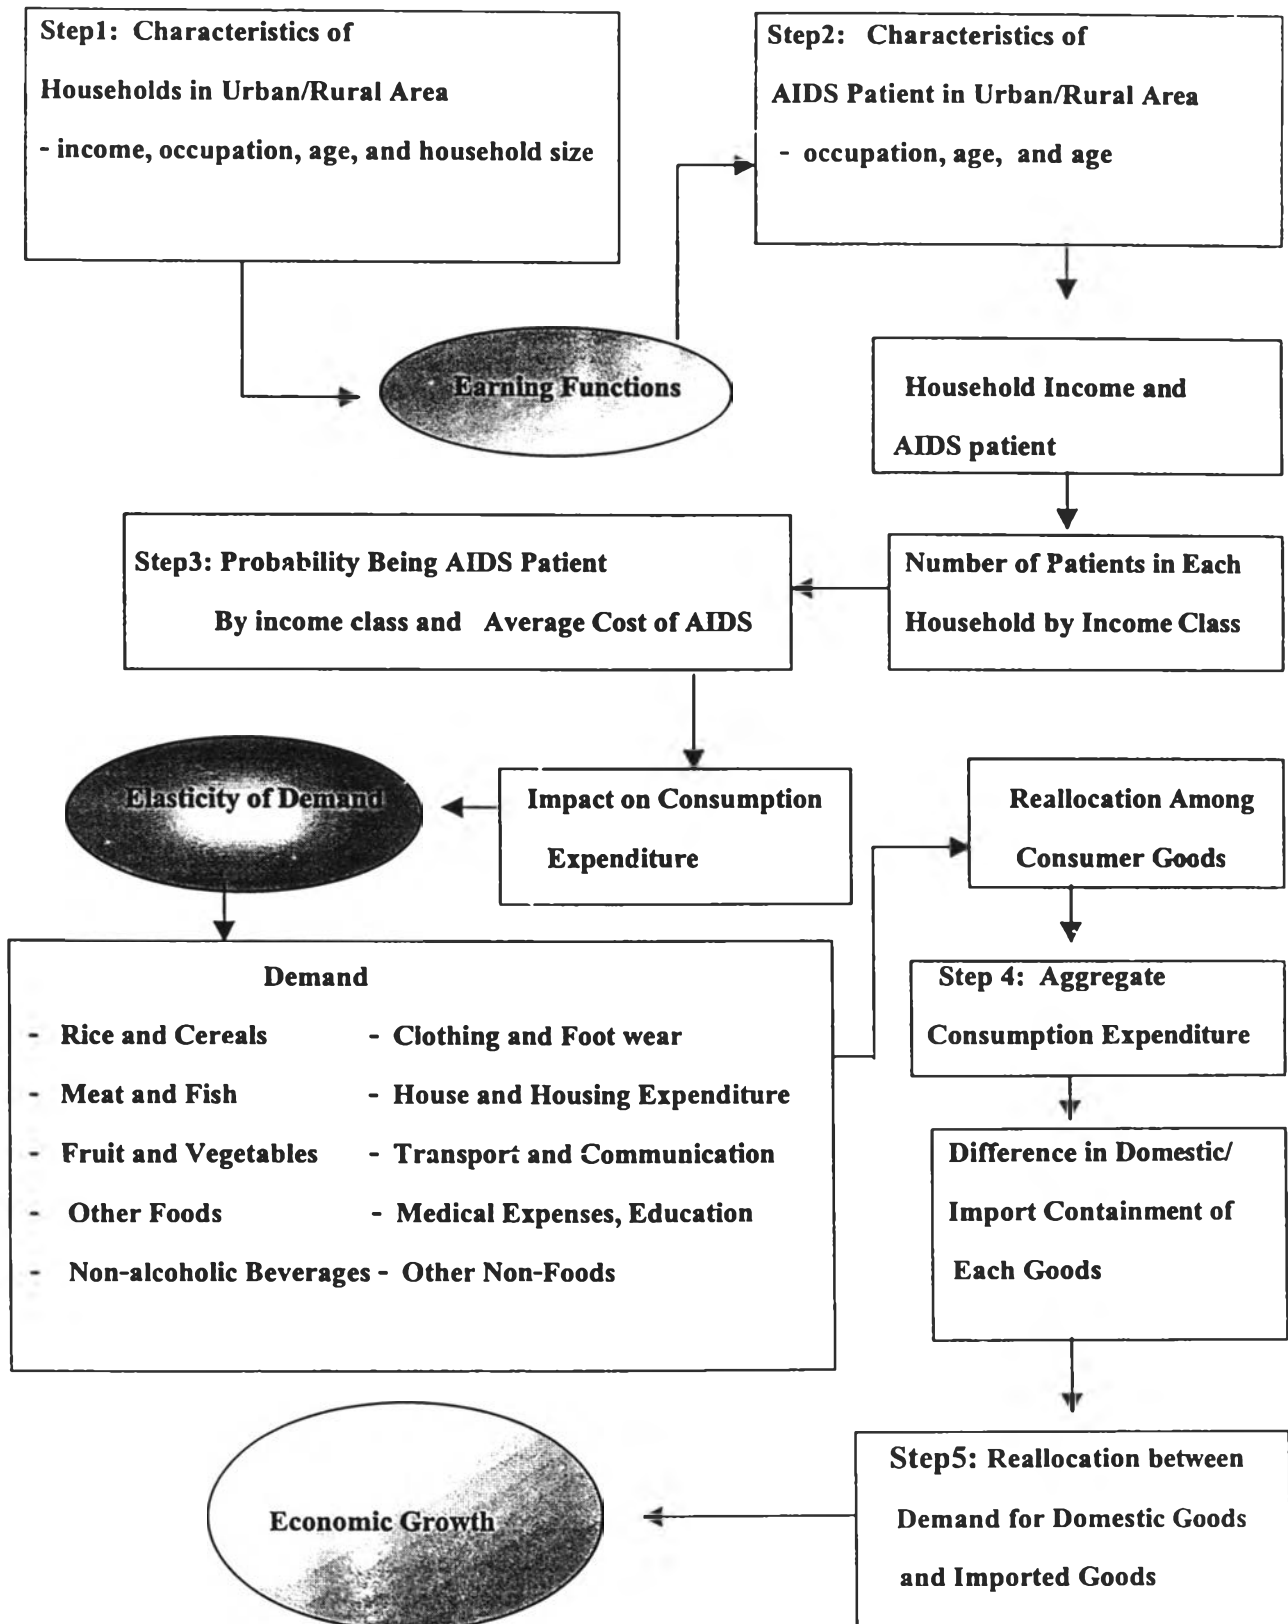 Step1: Characteristics of
Households in Urban/Rural Area
- income, occupation, age, and household size
Step2: Characteristics of
AIDS Patient in Urban/Rural Area
- occupation, age, and age
Earning Functions
Household Income and
AIDS patient
Number of Patients in Each
Household by Income Class
Step3: Probability Being AIDS Patient
By income class and Average Cost of AIDS
Impact on Consumption
Expenditure
Elasticity of Demand
Demand
- Rice and Cereals - Clothing and Foot wear
- Meat and Fish - House and Housing Expenditure
- Fruit and Vegetables - Transport and Communication
- Other Foods - Medical Expenses, Education
- Non-alcoholic Beverages - Other Non-Foods
Reallocation Among
Consumer Goods
Step 4: Aggregate
Consumption Expenditure
Difference in Domestic/
Import Containment of
Each Goods
Step5: Reallocation between
Demand for Domestic Goods
and Imported Goods
Economic Growth